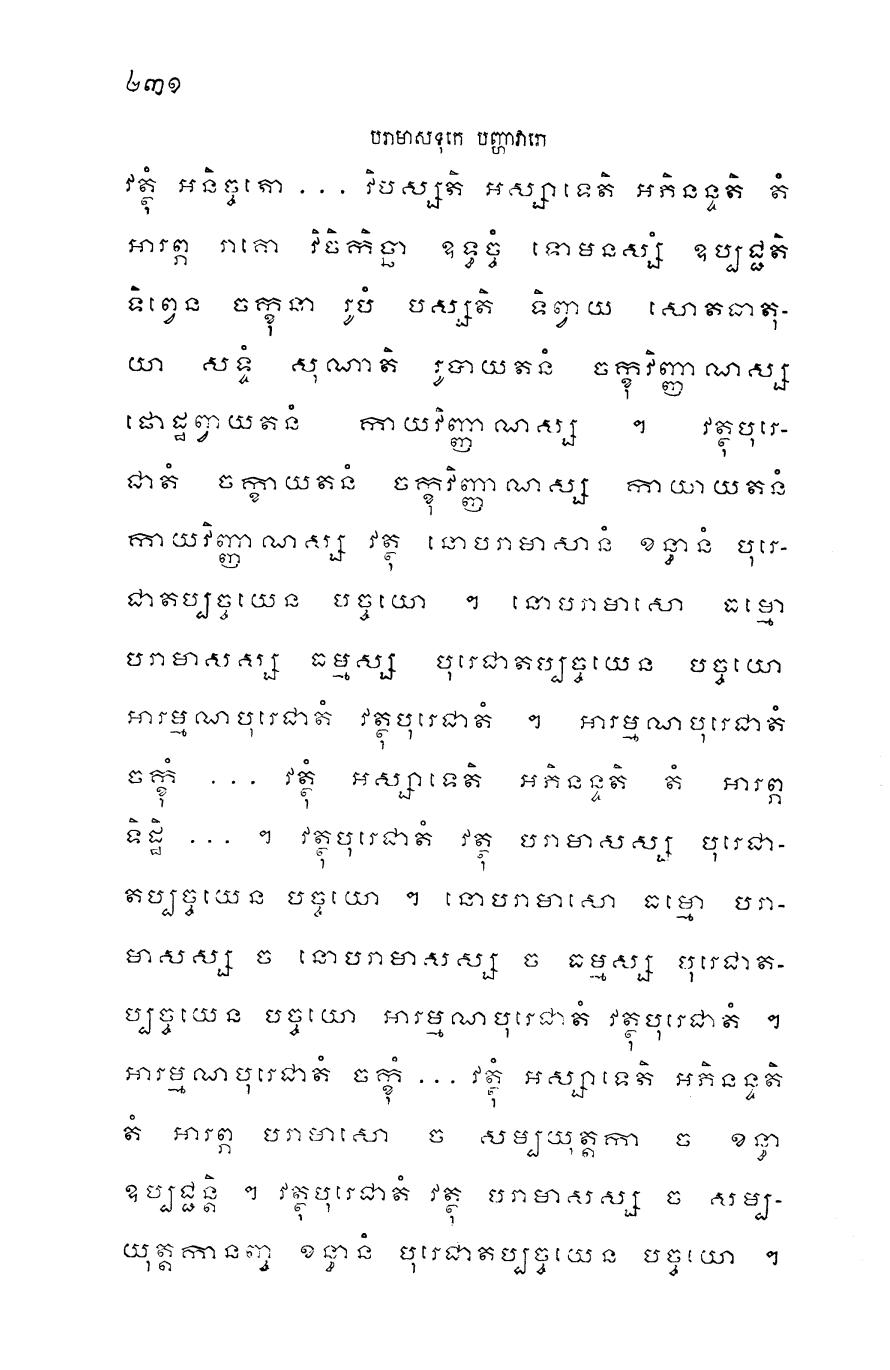 ២៣១
បរាមាសទុកេ បញ្ហាវារោ
វត្ថុំ អនិច្ចតោ ... វិបស្សតិ អស្សាទេតិ អភិនន្ទតិ តំ
អារព្ភ រាគោ វិចិកិច្ឆា ឧទ្ធច្ចំ ទោមនស្សំ ឧប្បជ្ជតិ
ទិព្វេន ចក្ខុនា រូបំ បស្សតិ ទិព្វាយ សោតធាតុ-
យា សទ្ទំ សុណាតិ រូបាយតនំ ចក្ខុវិញ្ញាណស្ស
ផោដ្ឋព្វាយតនំ កាយវិញ្ញាណស្ស ។ វត្ថុបុរេ-
ជាតំ ចក្ខាយតនំ ចក្ខុវិញ្ញាណស្ស កាយាយតនំ
កាយវិញ្ញាណស្ស វត្ថុ នោបរាមាសានំ ខន្ធានំ បុរេ-
ជាតប្បច្ចយេន បច្ចយោ ។ នោបរាមាសោ ធម្មោ
បរាមាសស្ស ធម្មស្ស បុរេជាតប្បច្ចយេន បច្ចយោ
អារម្មណបុរេជាតំ វត្ថុបុរេជាតំ ។ អារម្មណបុរេជាតំ
ចក្ខុំ ... វត្ថុំ អស្សាទេតិ អភិនន្ទតិ តំ អារព្ភ
ទិដ្ឋិ ... ។ វត្ថុបុរេជាតំ វត្ថុ បរាមាសស្ស បុរេជា-
តប្បច្ចយេន បច្ចយោ ។ នោបរាមាសោ ធម្មោ បរា-
មាសស្ស ច នោបរាមាសស្ស ច ធម្មស្ស បុរេជាត-
ប្បច្ចយេន បច្ចយោ អារម្មណបុរេជាតំ វត្ថុបុរេជាតំ ។
អារម្មណបុរេជាតំ ចក្ខុំ ... វត្ថុំ អស្សាទេតិ អភិនន្ទតិ
តំ អារព្ភ បរាមាសោ ច សម្បយុត្តកា ច ខន្ធា
ឧប្បជ្ជន្តិ ។ វត្ថុបុរេជាតំ វត្ថុ បរាមាសស្ស ច សម្ប-
យុត្តកានញ្ច ខន្ធានំ បុរេជាតប្បច្ចយេន បច្ចយោ ។